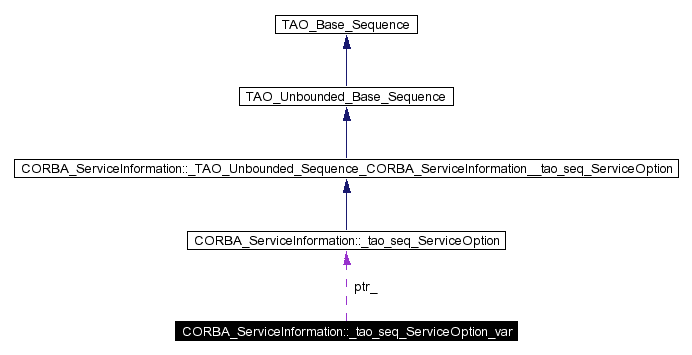 TAO_Base_Sequence
TAO_Unbounded_Base_Sequence
CORBA_ServiceInformation::_TAO_Unbounded_Sequence_CORBA_ServiceInformation__tao_seq_ServiceOption
CORBA_ServiceInformation::_tao_seq_ServiceOption
ptr_
CORBA_ServiceInformation::_tao_seq_ServiceOption_var